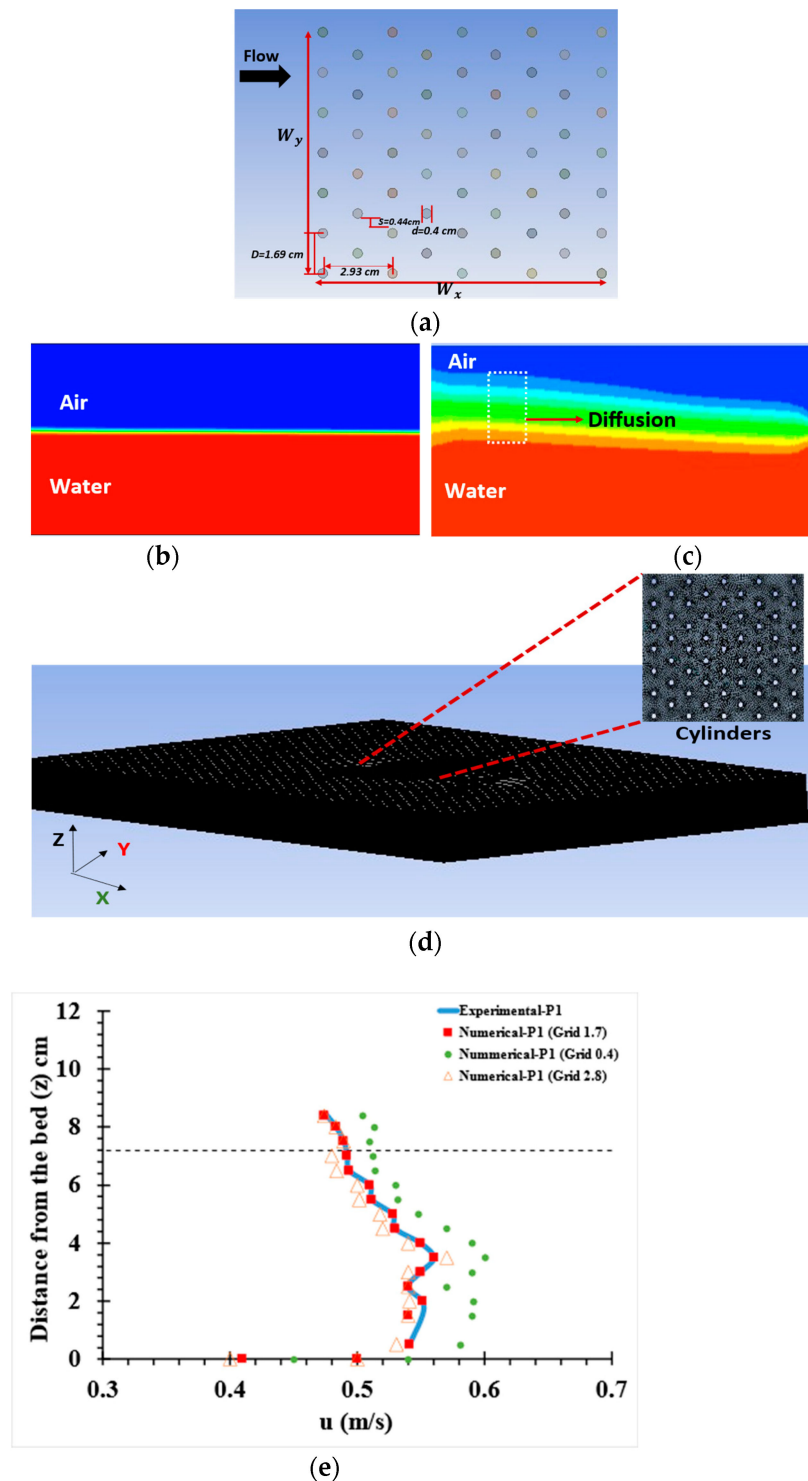 Flow
W_y
S=0.44cm
d=0.4 cm
D=1.69 cm
2.93 cm
W_x
(a)
Air
Water
(b)
Air
Diffusion
Water
(c)
Cylinders
Z
Y
X
(d)
12
10
8
6
4
2
0
Distance from the bed (z) cm
Experimental-P1
Numerical-P1 (Grid 1.7)
Nummerical-P1 (Grid 0.4)
Numerical-P1 (Grid 2.8)
0.3 0.4 0.5 0.6 0.7
u (m/s)
(e)